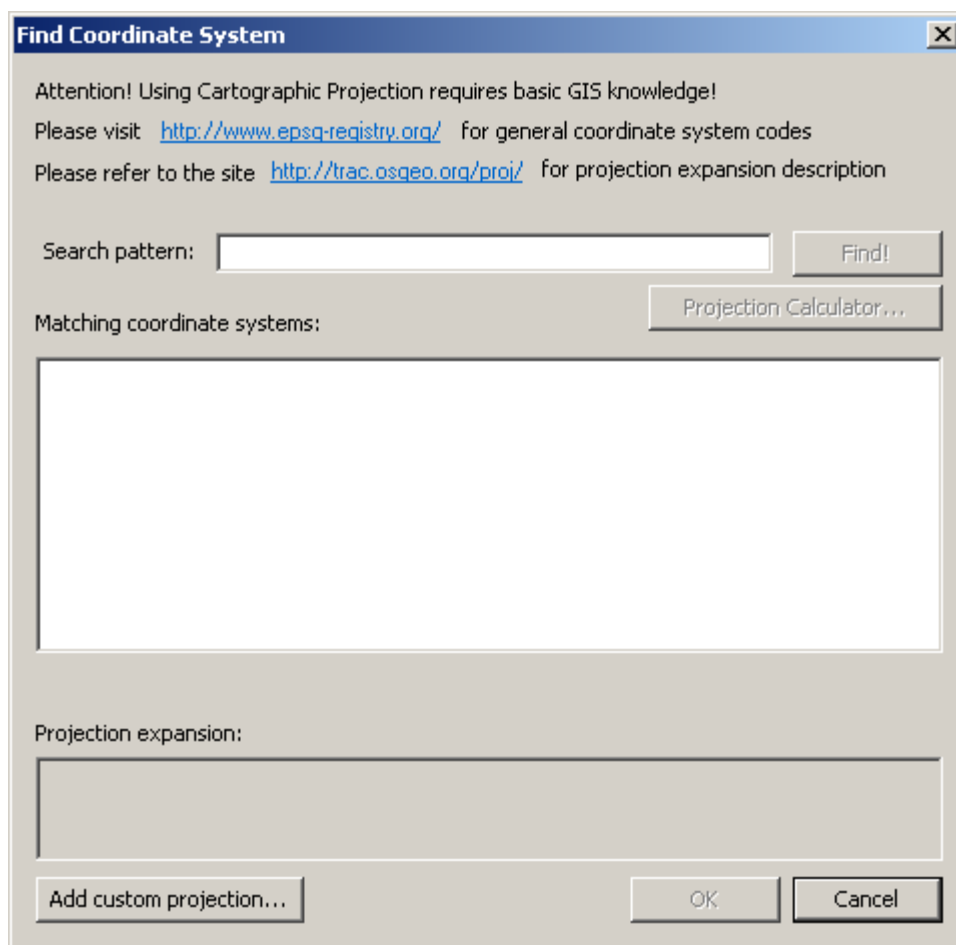 Find Coordinate System
Attention! Using Cartographic Projection requires basic GIS knowledge!
Please visit http://www.epsg-registry.org/ for general coordinate system codes
Please refer to the site http://trac.osgeo.org/proj/ for projection expansion description
Search pattern: Find!
Projection Calculator...
Matching coordinate systems:
Projection expansion:
Add custom projection... OK Cancel